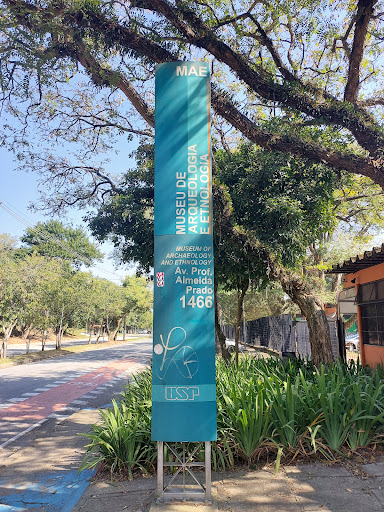 MAE
MUSEU DE
ARQUEOLOGIA
E ETNOLOGIA
MUSEUM OF
ARCHAEOLOGY
AND ETHNOLOGY
Av. Prof.
Almeida
Prado
1466
USP